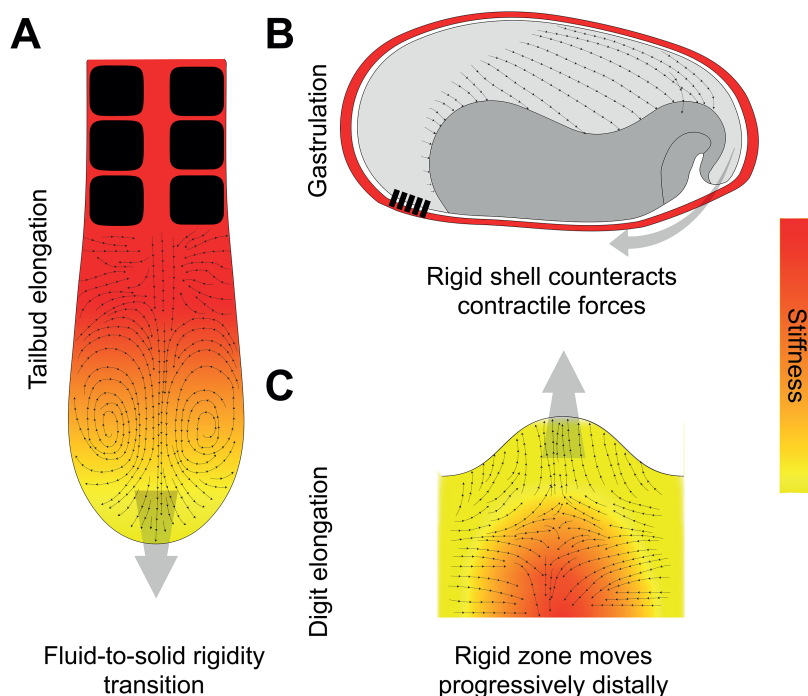 A
Tailbud elongation
Fluid-to-solid rigidity
transition
B
Gastrulation
Rigid shell counteracts
contractile forces
C
Digit elongation
Rigid zone moves
progressively distally
Stiffness